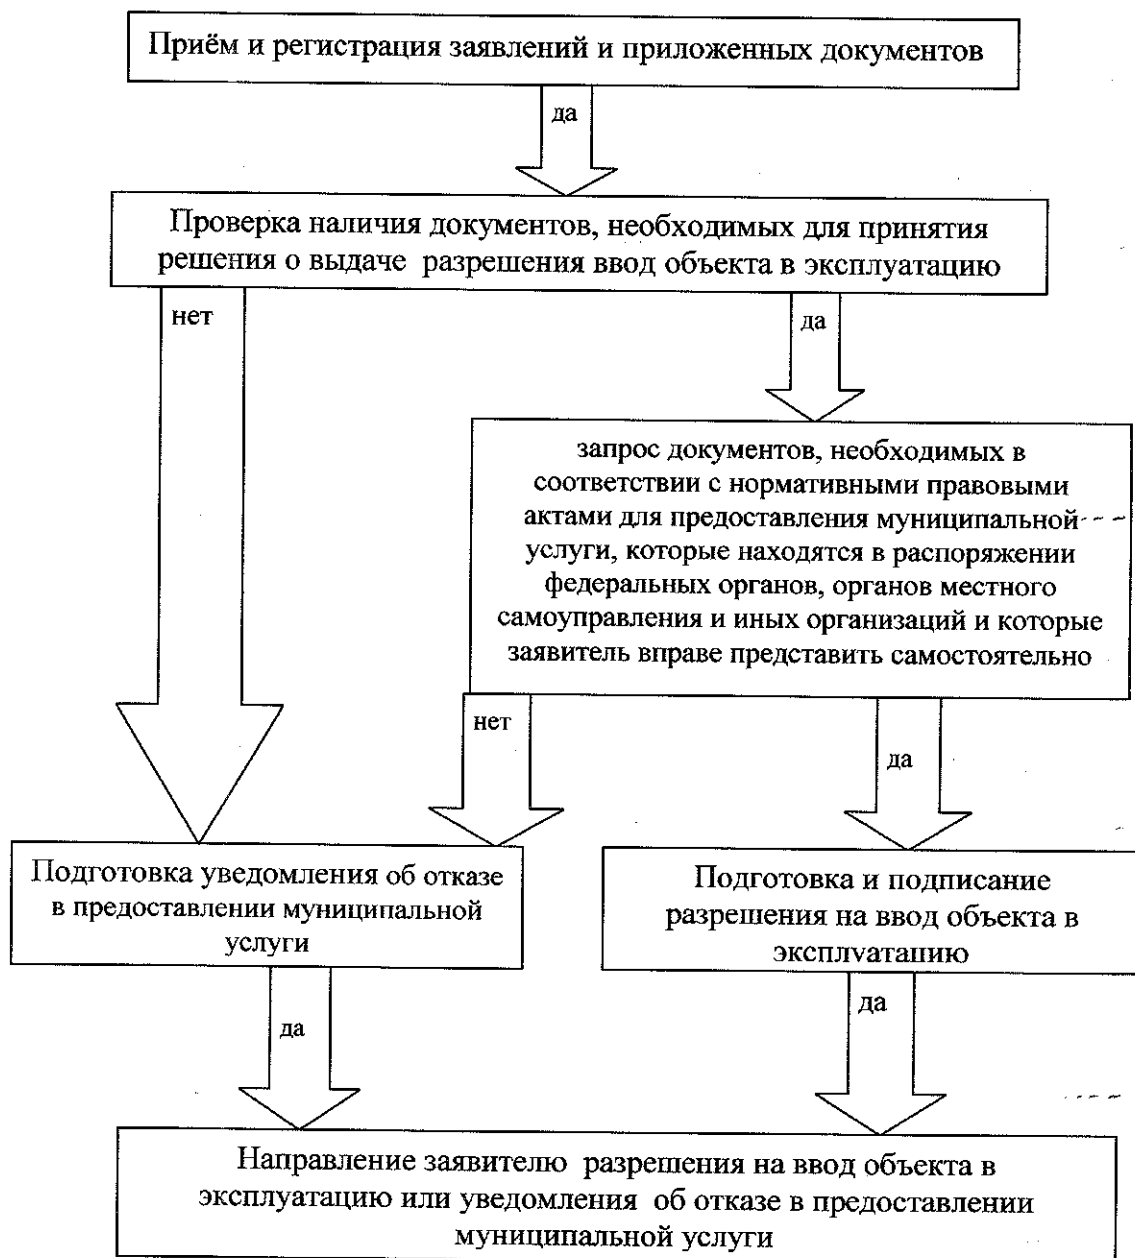 Приём и регистрация заявлений и приложенных документов
да
Проверка наличия документов, необходимых для принятия
решения о выдаче разрешения ввод объекта в эксплуатацию
нет
да
запрос документов, необходимых в
соответствии с нормативными правовыми
актами для предоставления муниципальной
услуги, которые находятся в распоряжении
федеральных органов, органов местного
самоуправления и иных организаций и которые
заявитель вправе представить самостоятельно
нет
да
Подготовка уведомления об отказе
в предоставлении муниципальной
услуги
Подготовка и подписание
разрешения на ввод объекта в
эксплуатацию
да
да
Направление заявителю разрешения на ввод объекта в
эксплуатацию или уведомления об отказе в предоставлении
муниципальной услуги